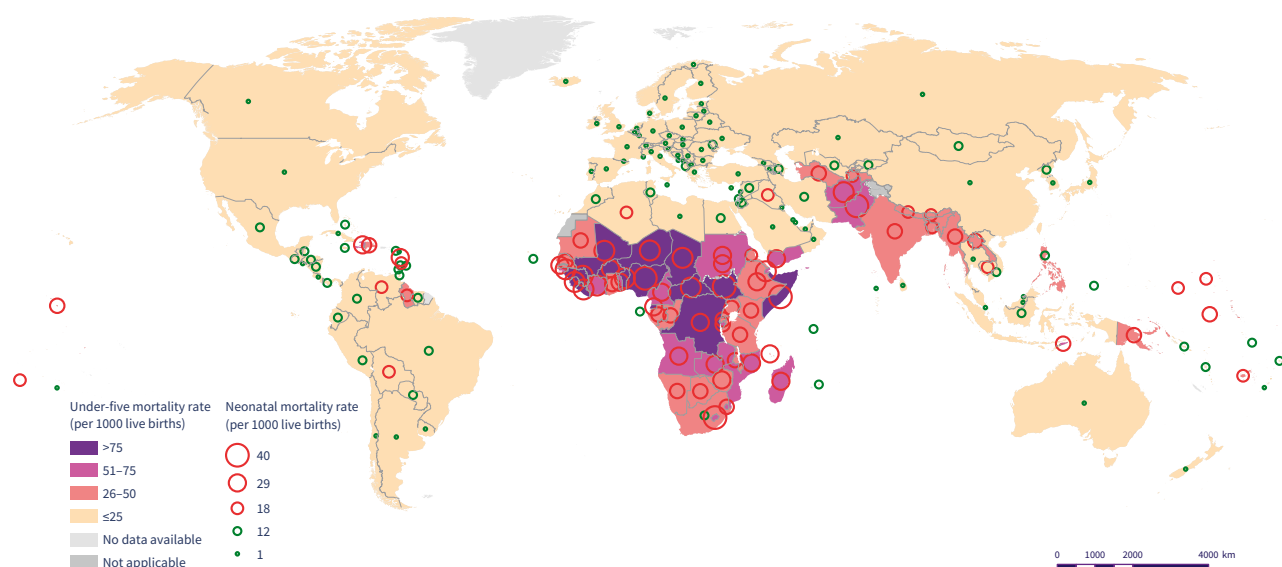 Under-five mortality rate
(per 1000 live births)
>75
51–75
26–50
≤25
No data available
Not applicable
Neonatal mortality rate
(per 1000 live births)
40
29
18
12
1
0 1000 2000 4000 km